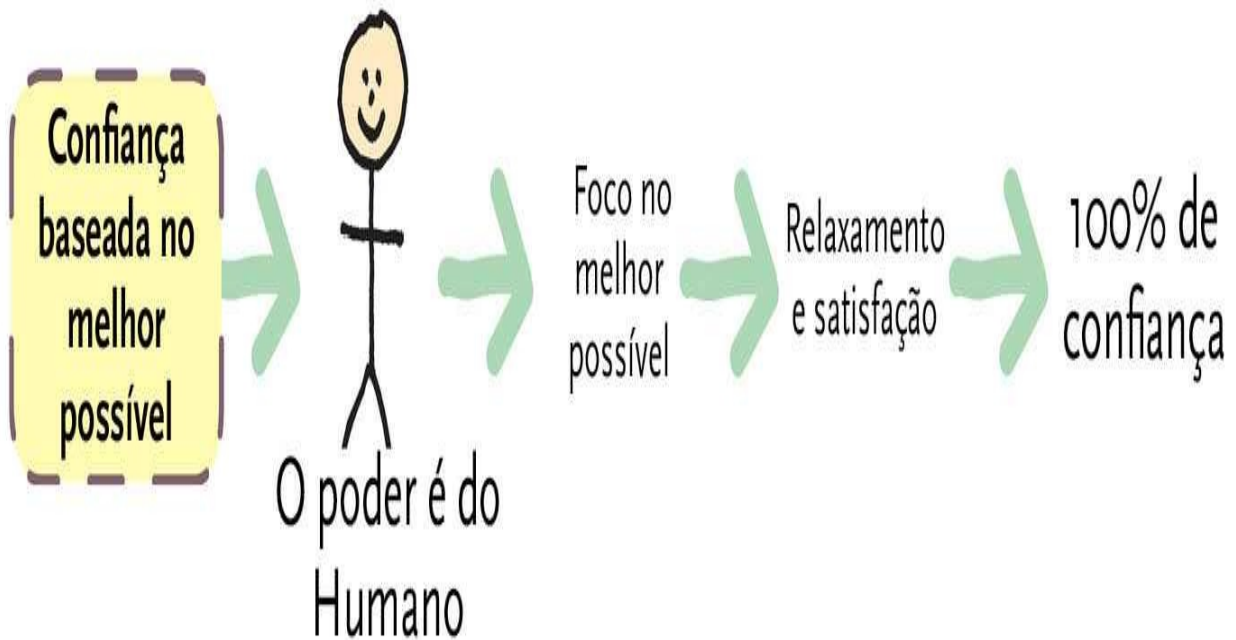 Confiança
baseada no
melhor
possível
O poder é do
Humano
Foco no
melhor
possível
Relaxamento
e satisfação
100% de
confiança